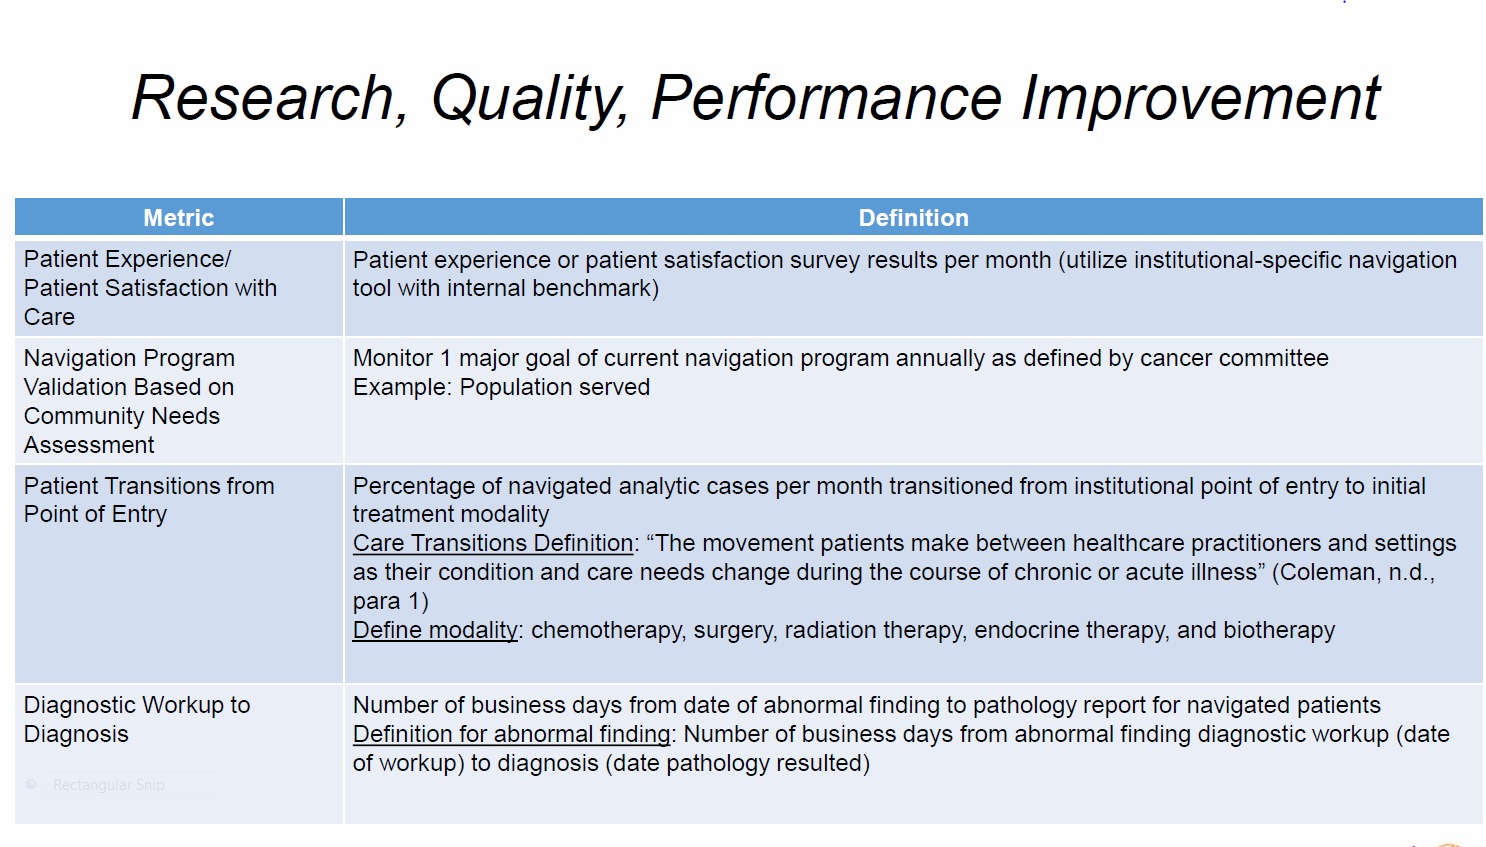 Research, Quality, Performance Improvement
Metric
Definition
Patient Experience/
Patient Satisfaction with
Care
Patient experience or patient satisfaction survey results per month (utilize institutional-specific navigation
tool with internal benchmark)
Navigation Program
Validation Based on
Community Needs
Assessment
Monitor 1 major goal of current navigation program annually as defined by cancer committee
Example: Population served
Patient Transitions from
Point of Entry
Percentage of navigated analytic cases per month transitioned from institutional point of entry to initial
treatment modality
Care Transitions Definition: “The movement patients make between healthcare practitioners and settings
as their condition and care needs change during the course of chronic or acute illness” (Coleman, n.d.,
para 1)
Define modality: chemotherapy, surgery, radiation therapy, endocrine therapy, and biotherapy
Diagnostic Workup to
Diagnosis
Number of business days from date of abnormal finding to pathology report for navigated patients
Definition for abnormal finding: Number of business days from abnormal finding diagnostic workup (date
of workup) to diagnosis (date pathology resulted)
Rectangular Snip